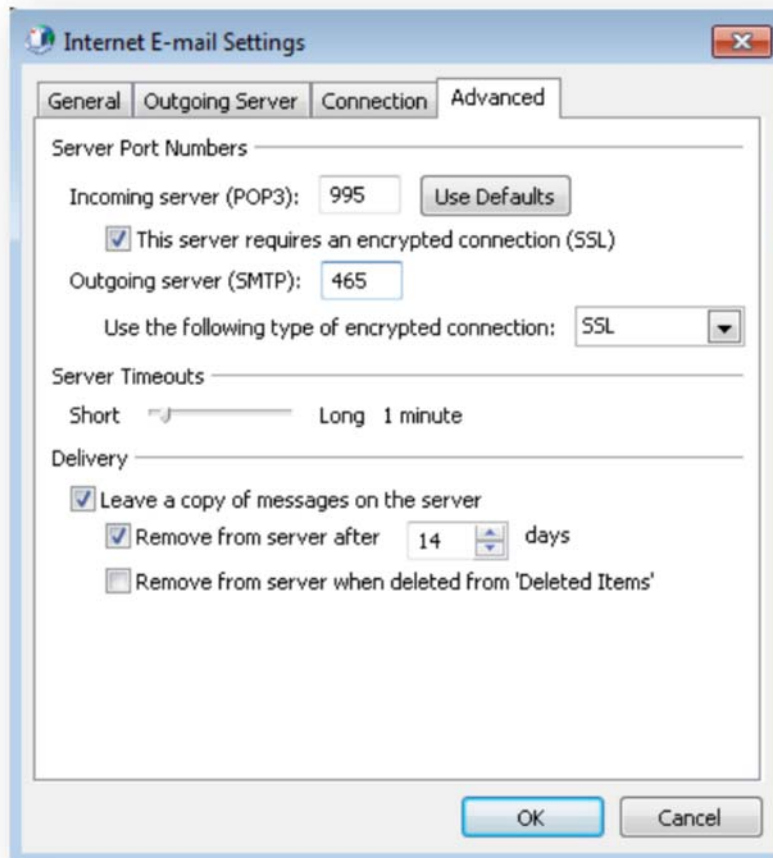 Internet E-mail Settings
General Outgoing Server Connection Advanced
Server Port Numbers
Incoming server (POP3): 995 Use Defaults
This server requires an encrypted connection (SSL)
Outgoing server (SMTP): 465
Use the following type of encrypted connection: SSL
Server Timeouts
Short Long 1 minute
Delivery
Leave a copy of messages on the server
Remove from server after 14 days
Remove from server when deleted from 'Deleted Items'
OK Cancel